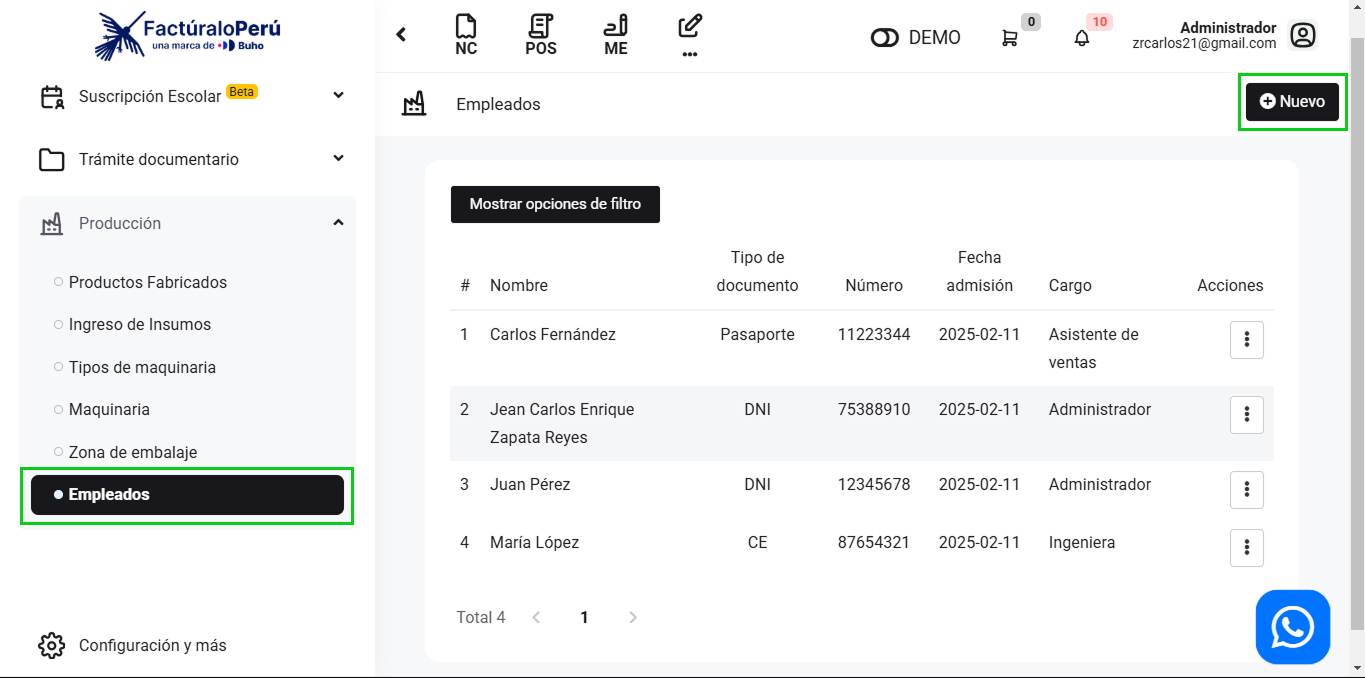 FactúraloPerú
una marca de Buho
Suscripción Escolar Beta
Trámite documentario
Producción
Productos Fabricados
Ingreso de Insumos
Tipos de maquinaria
Maquinaria
Zona de embalaje
Empleados
Configuración y más
NC POS ME ...
DEMO
0
10
Administrador
zrcarlos21@gmail.com
Empleados
Nuevo
Mostrar opciones de filtro
# Nombre Tipo de documento Número Fecha admisión Cargo Acciones
1 Carlos Fernández Pasaporte 11223344 2025-02-11 Asistente de ventas
2 Jean Carlos Enrique Zapata Reyes DNI 75388910 2025-02-11 Administrador
3 Juan Pérez DNI 12345678 2025-02-11 Administrador
4 María López CE 87654321 2025-02-11 Ingeniera
Total 4 1